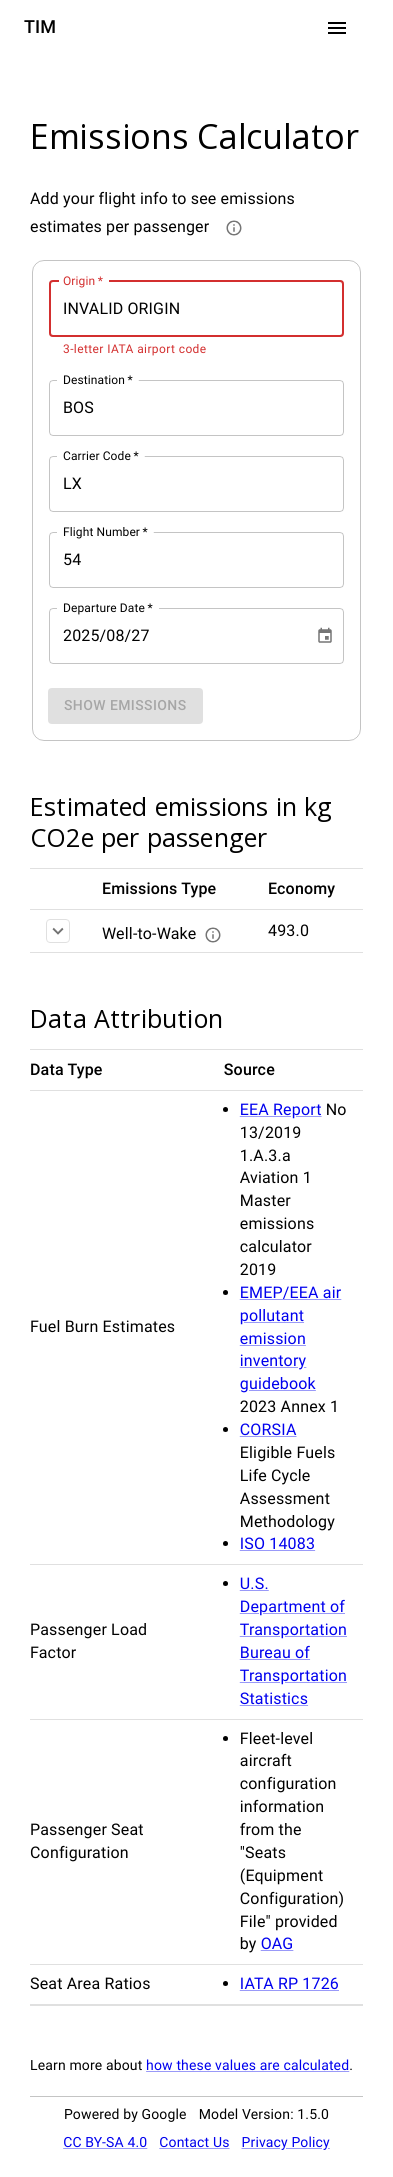 TIM
Emissions Calculator
Add your flight info to see emissions
estimates per passenger
Origin *
INVALID ORIGIN
3-letter IATA airport code
Destination *
BOS
Carrier Code *
LX
Flight Number *
54
Departure Date *
2025/08/27
SHOW EMISSIONS
Estimated emissions in kg
CO2e per passenger
Emissions Type Economy
Well-to-Wake 493.0
Data Attribution
Data Type Source
Fuel Burn Estimates
• EEA Report No
13/2019
1.A.3.a
Aviation 1
Master
emissions
calculator
2019
• EMEP/EEA air
pollutant
emission
inventory
guidebook
2023 Annex 1
• CORSIA
Eligible Fuels
Life Cycle
Assessment
Methodology
• ISO 14083
Passenger Load
Factor
• U.S.
Department of
Transportation
Bureau of
Transportation
Statistics
Passenger Seat
Configuration
• Fleet-level
aircraft
configuration
information
from the
"Seats
(Equipment
Configuration)
File" provided
by OAG
Seat Area Ratios
• IATA RP 1726
Learn more about how these values are calculated.
Powered by Google Model Version: 1.5.0
CC BY-SA 4.0 Contact Us Privacy Policy